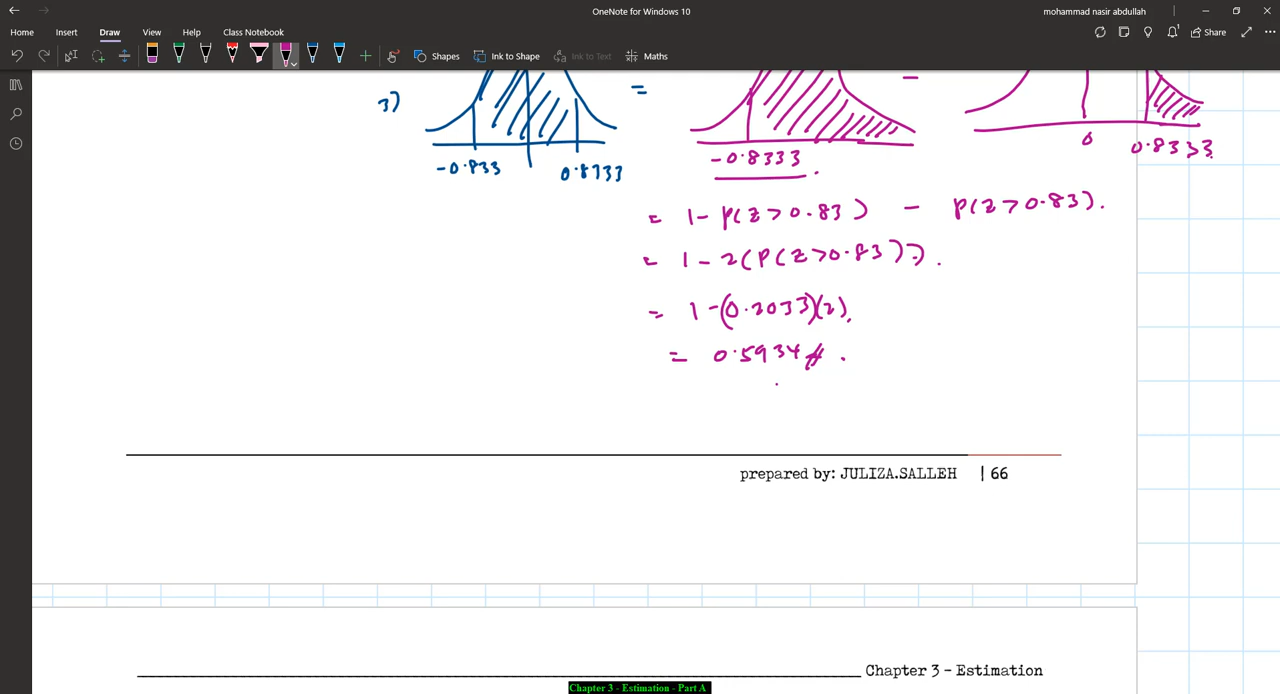 OneNote for Windows 10
mohammad nasir abdullah
Home Insert Draw View Help Class Notebook
Share
Shapes Ink to Shape Ink to Text Maths
3)
=
-
-0.833 0.8333
-0.8333
0 0.8333
= 1 - P(Z > 0.83) - P(Z > 0.83).
= 1 - 2(P(Z > 0.83)).
= 1 - (0.2033)(2).
= 0.5934 #.
prepared by: JULIZA.SALLEH | 66
Chapter 3 - Estimation
Chapter 3 - Estimation - Part A